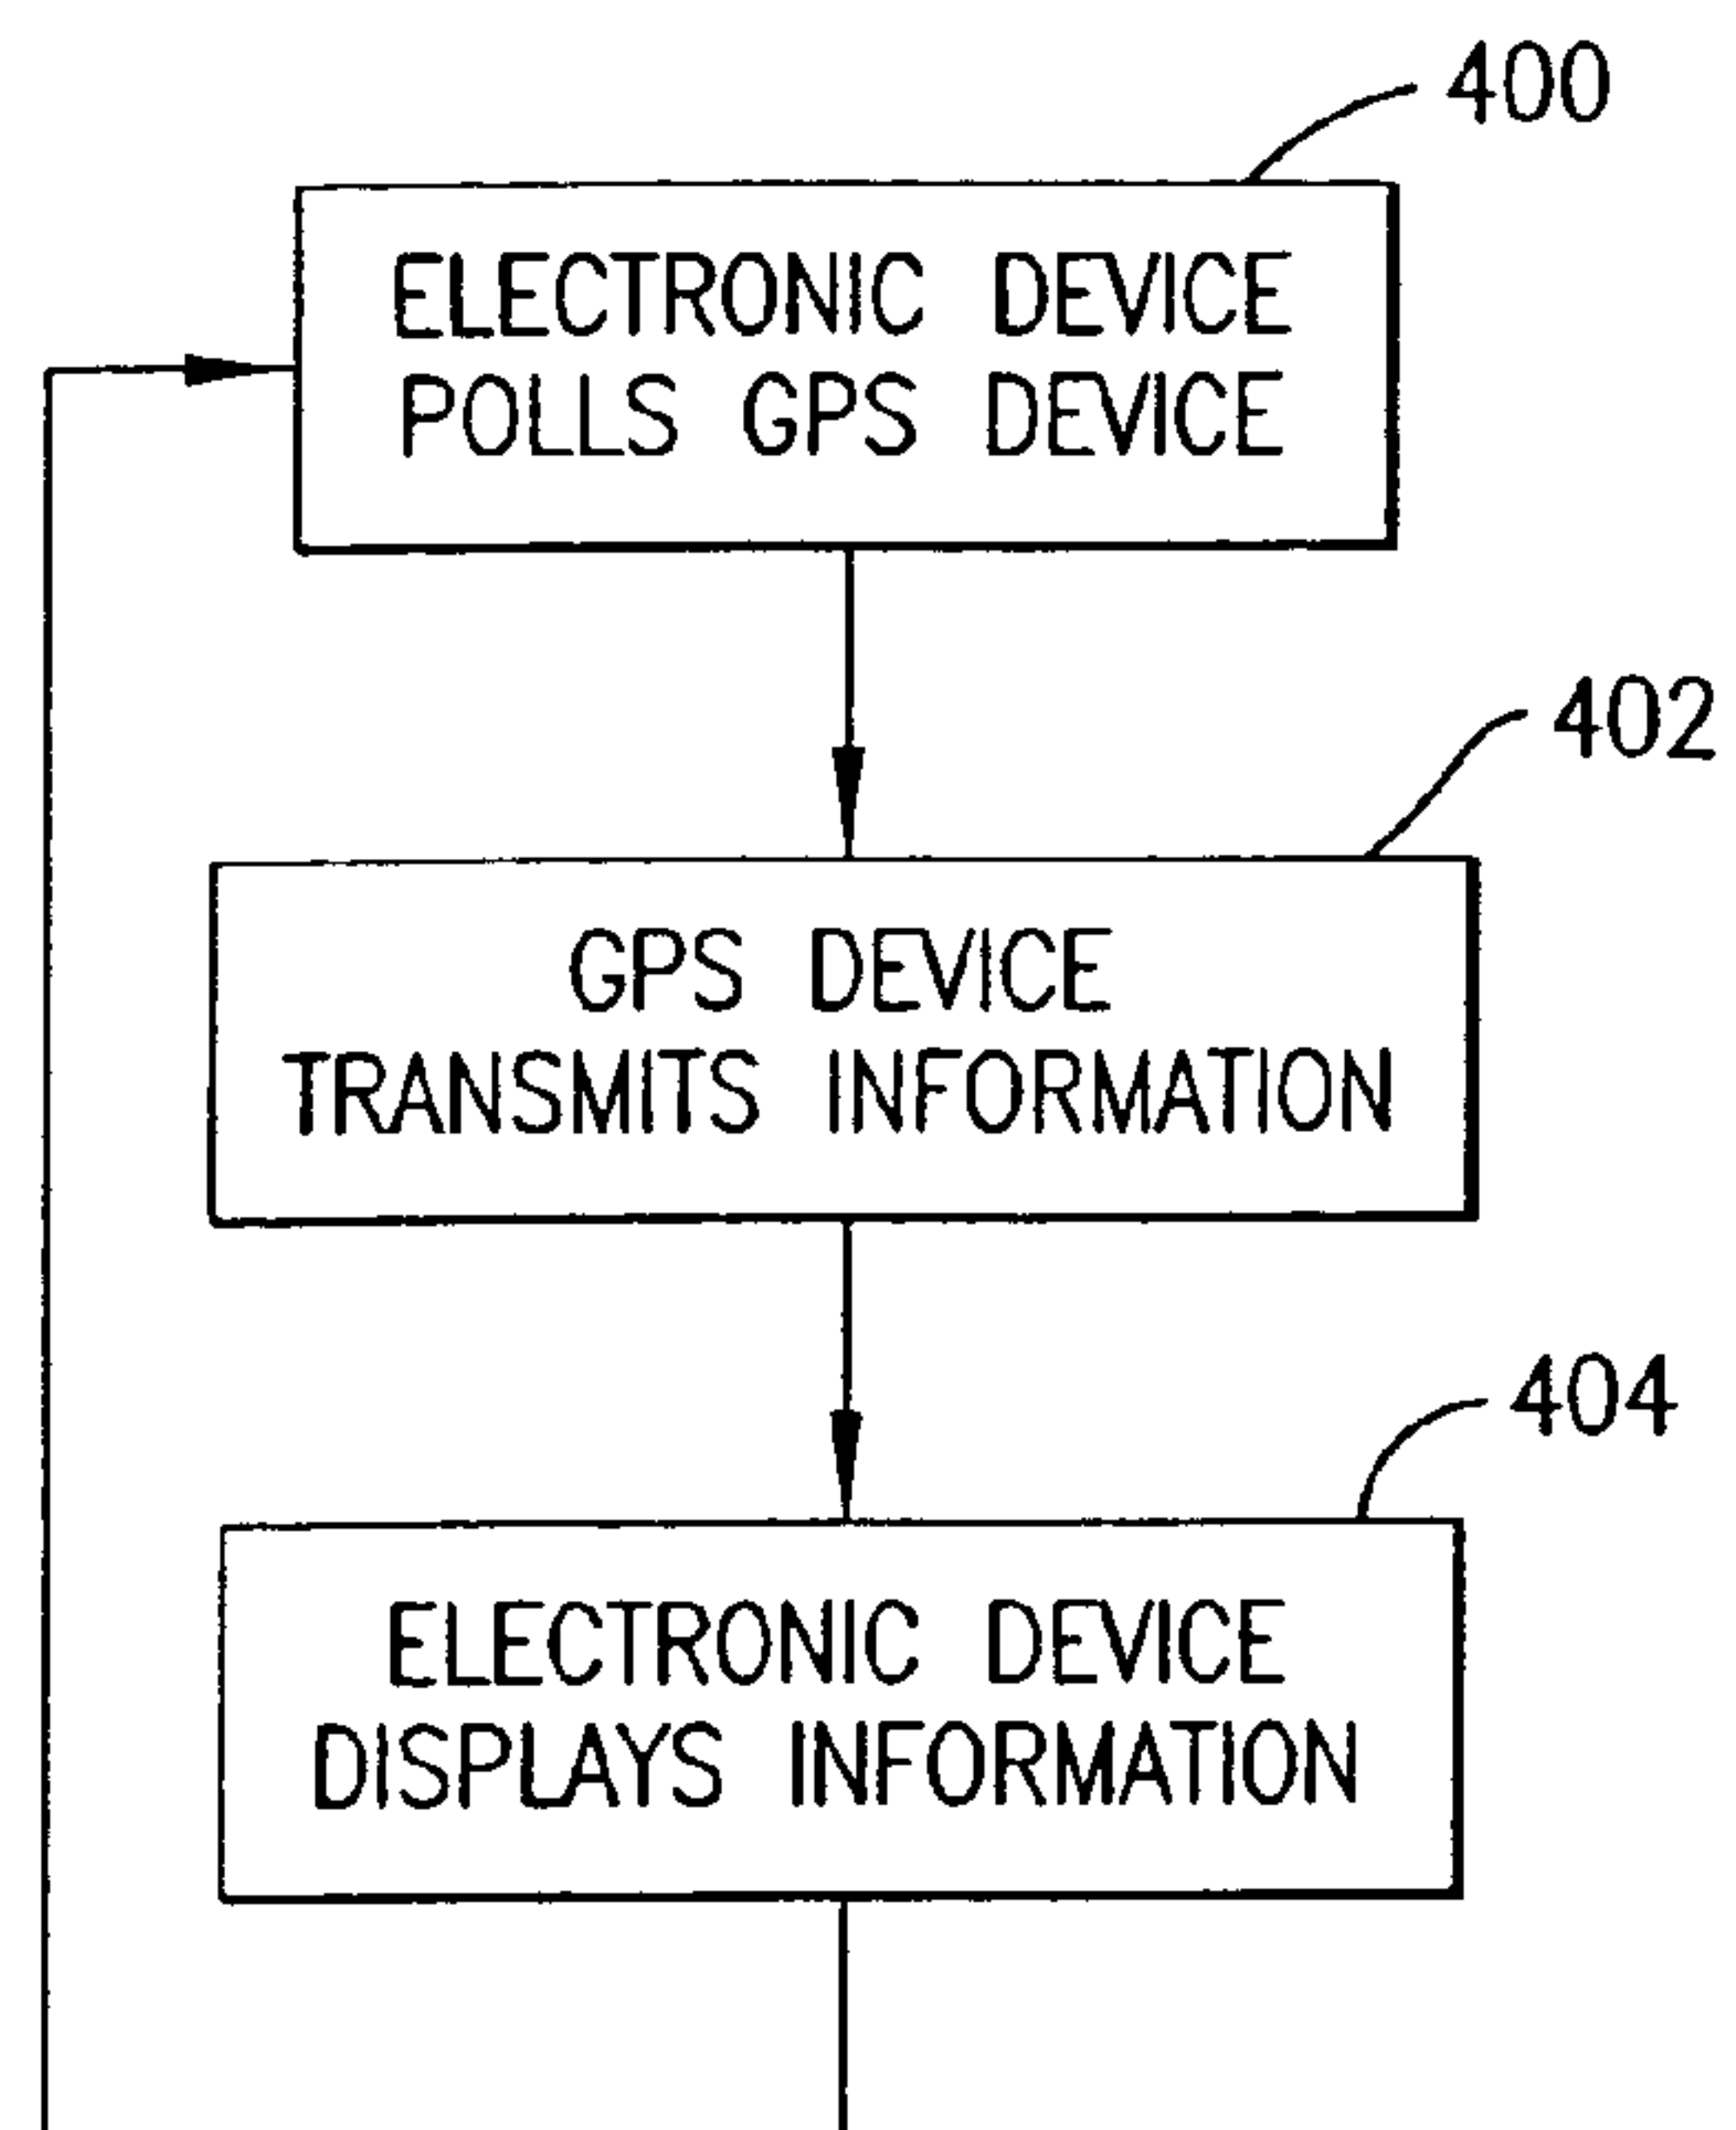 400
ELECTRONIC DEVICE
POLLS GPS DEVICE
402
GPS DEVICE
TRANSMITS INFORMATION
404
ELECTRONIC DEVICE
DISPLAYS INFORMATION